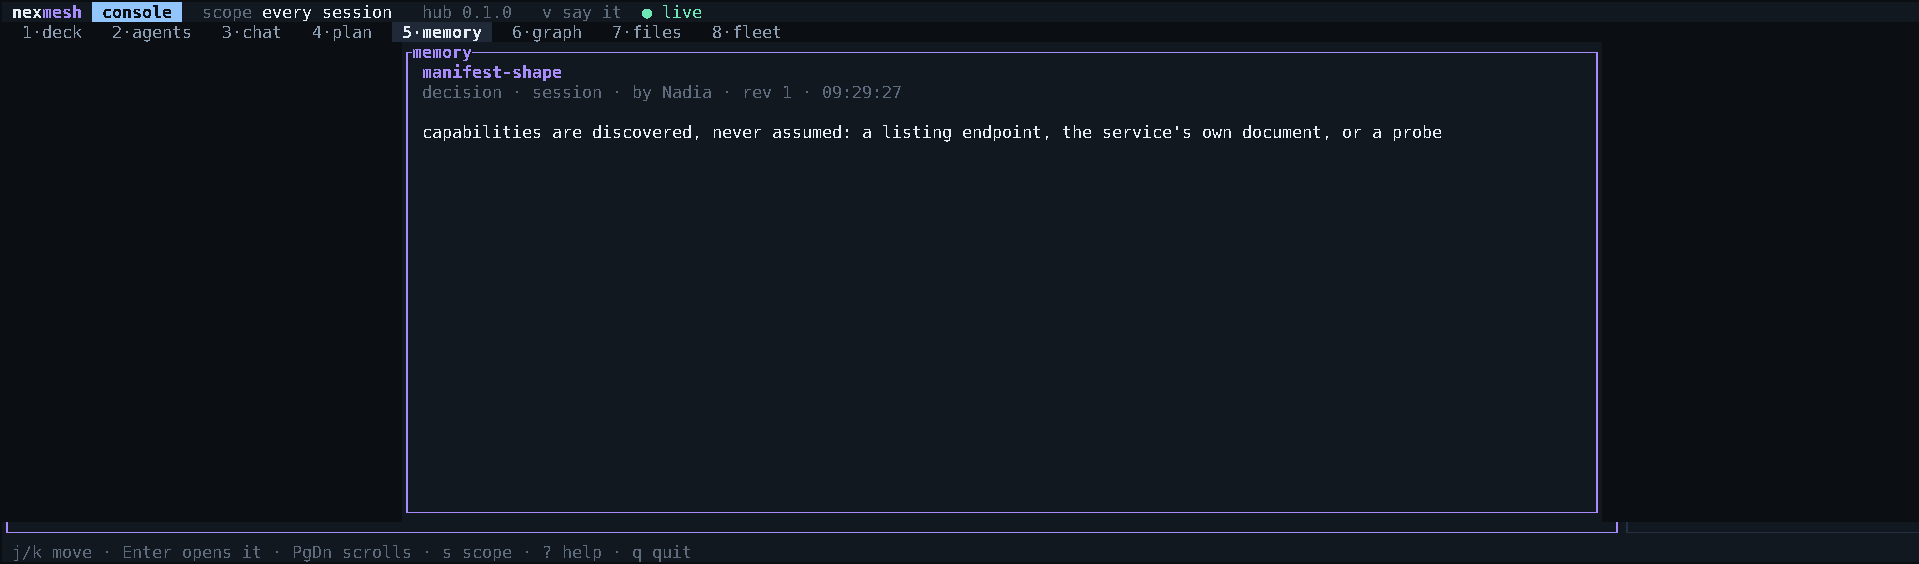 nexmesh console scope every session hub 0.1.0 v say it ● live
1·deck 2·agents 3·chat 4·plan 5·memory 6·graph 7·files 8·fleet
memory
manifest-shape
decision · session · by Nadia · rev 1 · 09:29:27
capabilities are discovered, never assumed: a listing endpoint, the service's own document, or a probe
j/k move · Enter opens it · PgDn scrolls · s scope · ? help · q quit